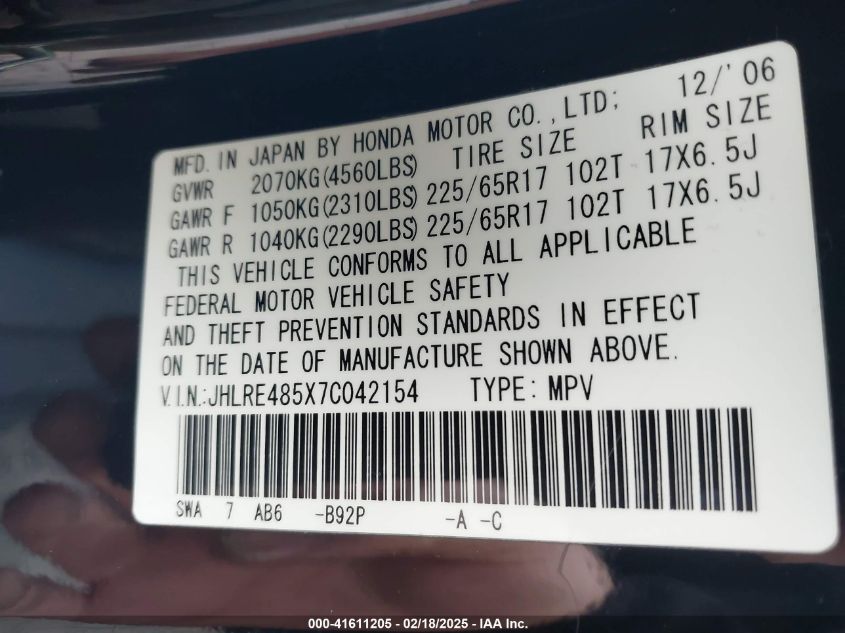 MFD. IN JAPAN BY HONDA MOTOR CO.,LTD; 12/'06
GVWR 2070KG(4560LBS) TIRE SIZE RIM SIZE
GAWR F 1050KG(2310LBS) 225/65R17 102T 17X6.5J
GAWR R 1040KG(2290LBS) 225/65R17 102T 17X6.5J
THIS VEHICLE CONFORMS TO ALL APPLICABLE
FEDERAL MOTOR VEHICLE SAFETY
AND THEFT PREVENTION STANDARDS IN EFFECT
ON THE DATE OF MANUFACTURE SHOWN ABOVE.
V.I.N.:JHLRE485X7C042154 TYPE: MPV
SWA 7 AB6 -B92P -A -C
000-41611205 - 02/18/2025 - IAA Inc.